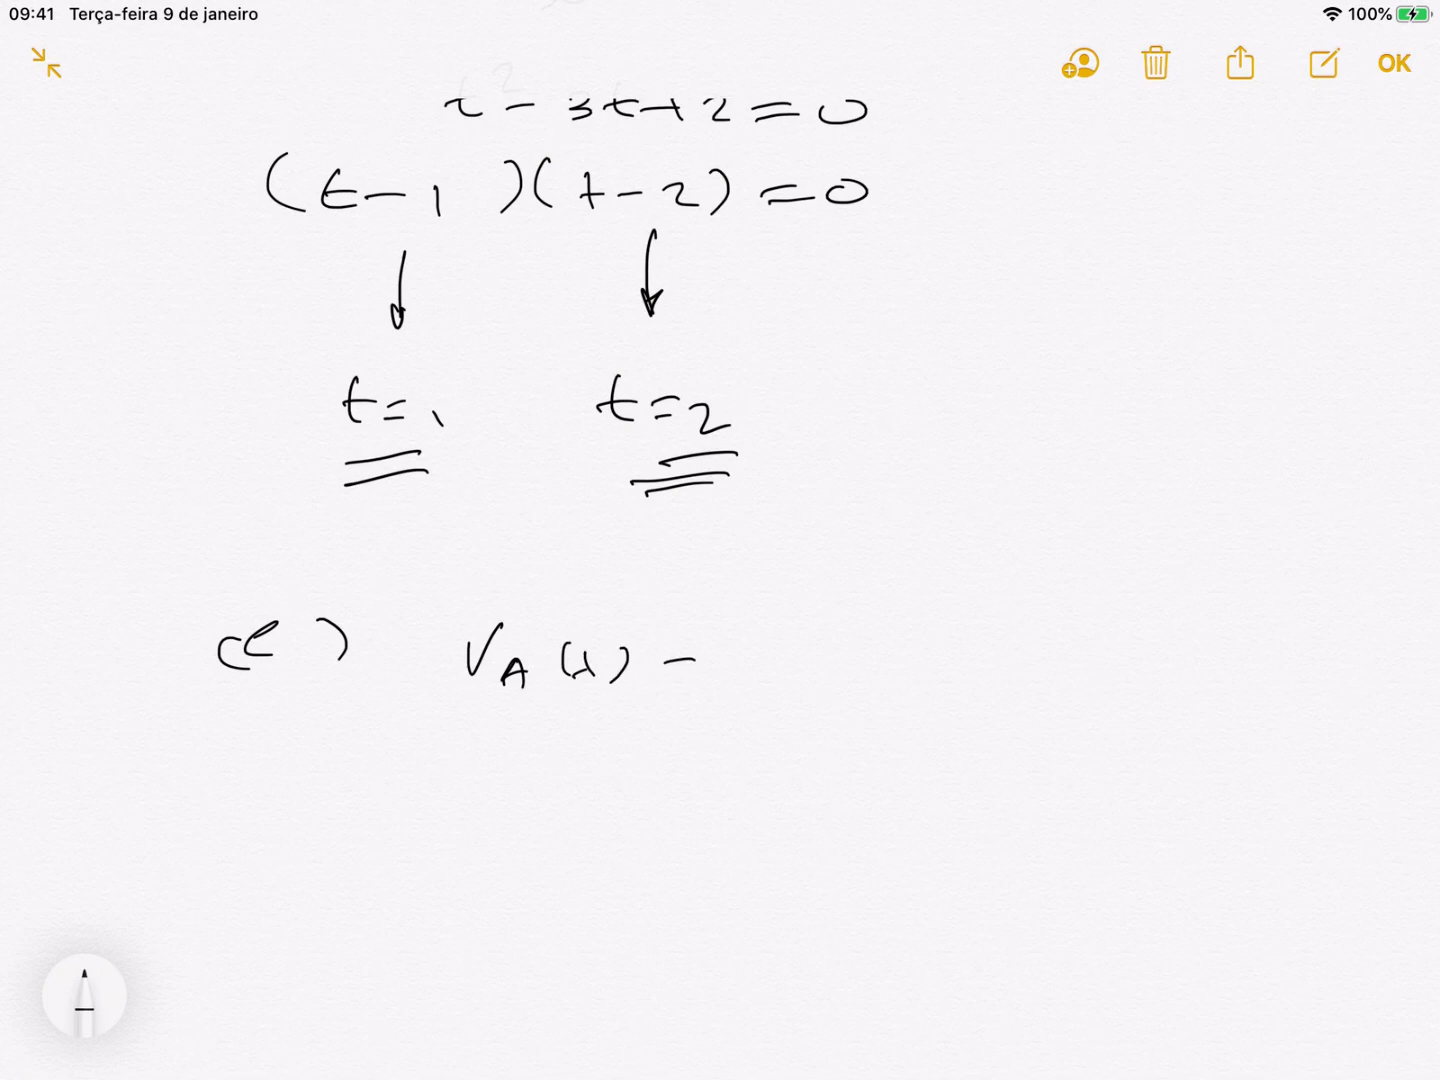 09:41 Terça-feira 9 de janeiro 100%
OK
t² - 3t + 2 = 0
(t - 1)(t - 2) = 0
t = 1 t = 2
V_A (1) -